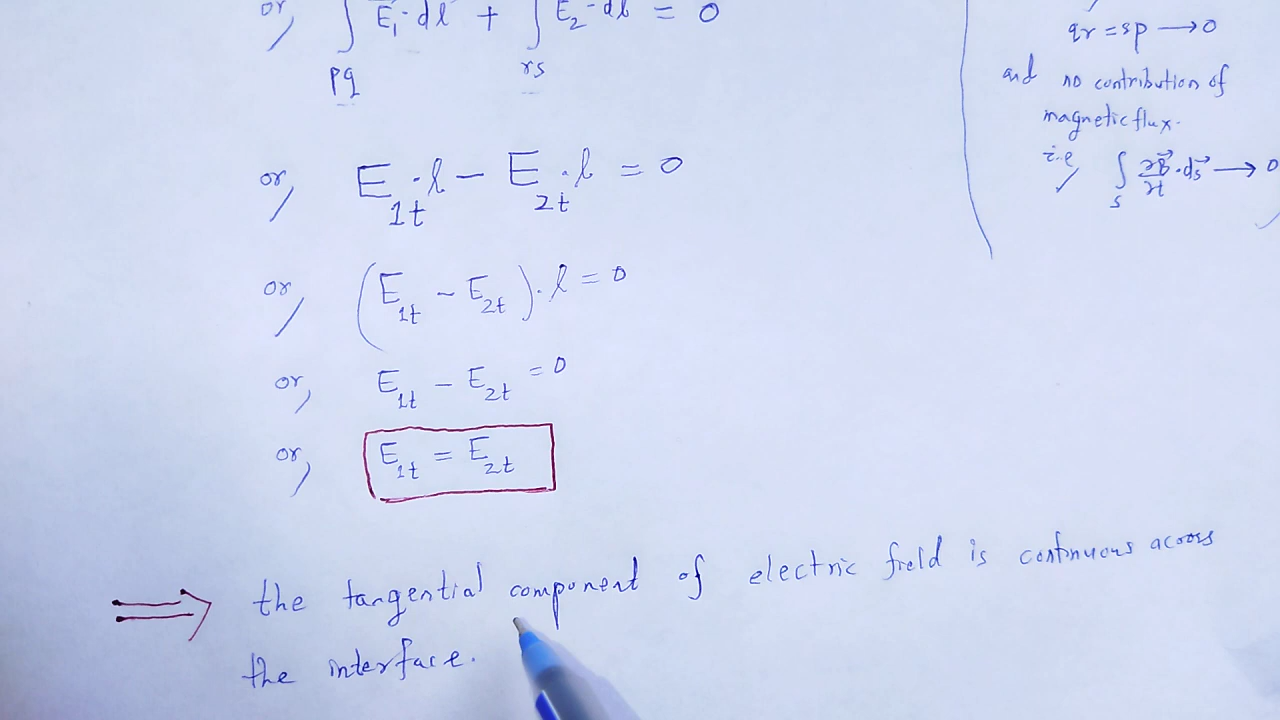 or, ∫ E₁·dl + ∫ E₂·dl = 0
pq rs
or, E₁t·l − E₂t·l = 0
or, (E₁t − E₂t)·l = 0
or, E₁t − E₂t = 0
or, E₁t = E₂t
⟹ the tangential component of electric field is continuous across
the interface.
qr = sp → 0
and no contribution of
magnetic flux.
i.e, ∫ₛ ∂B⃗/∂t·ds⃗ → 0